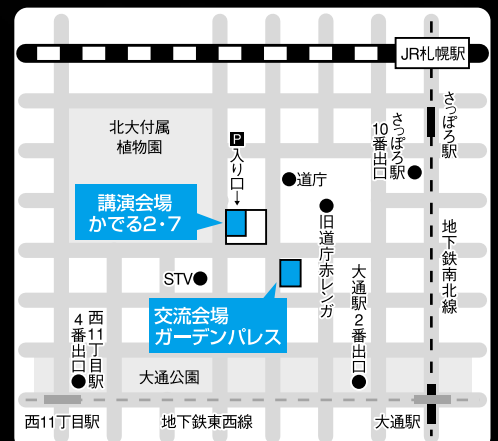 JR札幌駅
さっぽろ駅
北大付属
植物園
P
入り口
さっぽろ駅
10番出口
道庁
講演会場
かでる2・7
旧道庁赤レンガ
地下鉄南北線
STV
交流会場
ガーデンパレス
大通駅2番出口
西11丁目駅
4番出口
大通公園
西11丁目駅
地下鉄東西線
大通駅